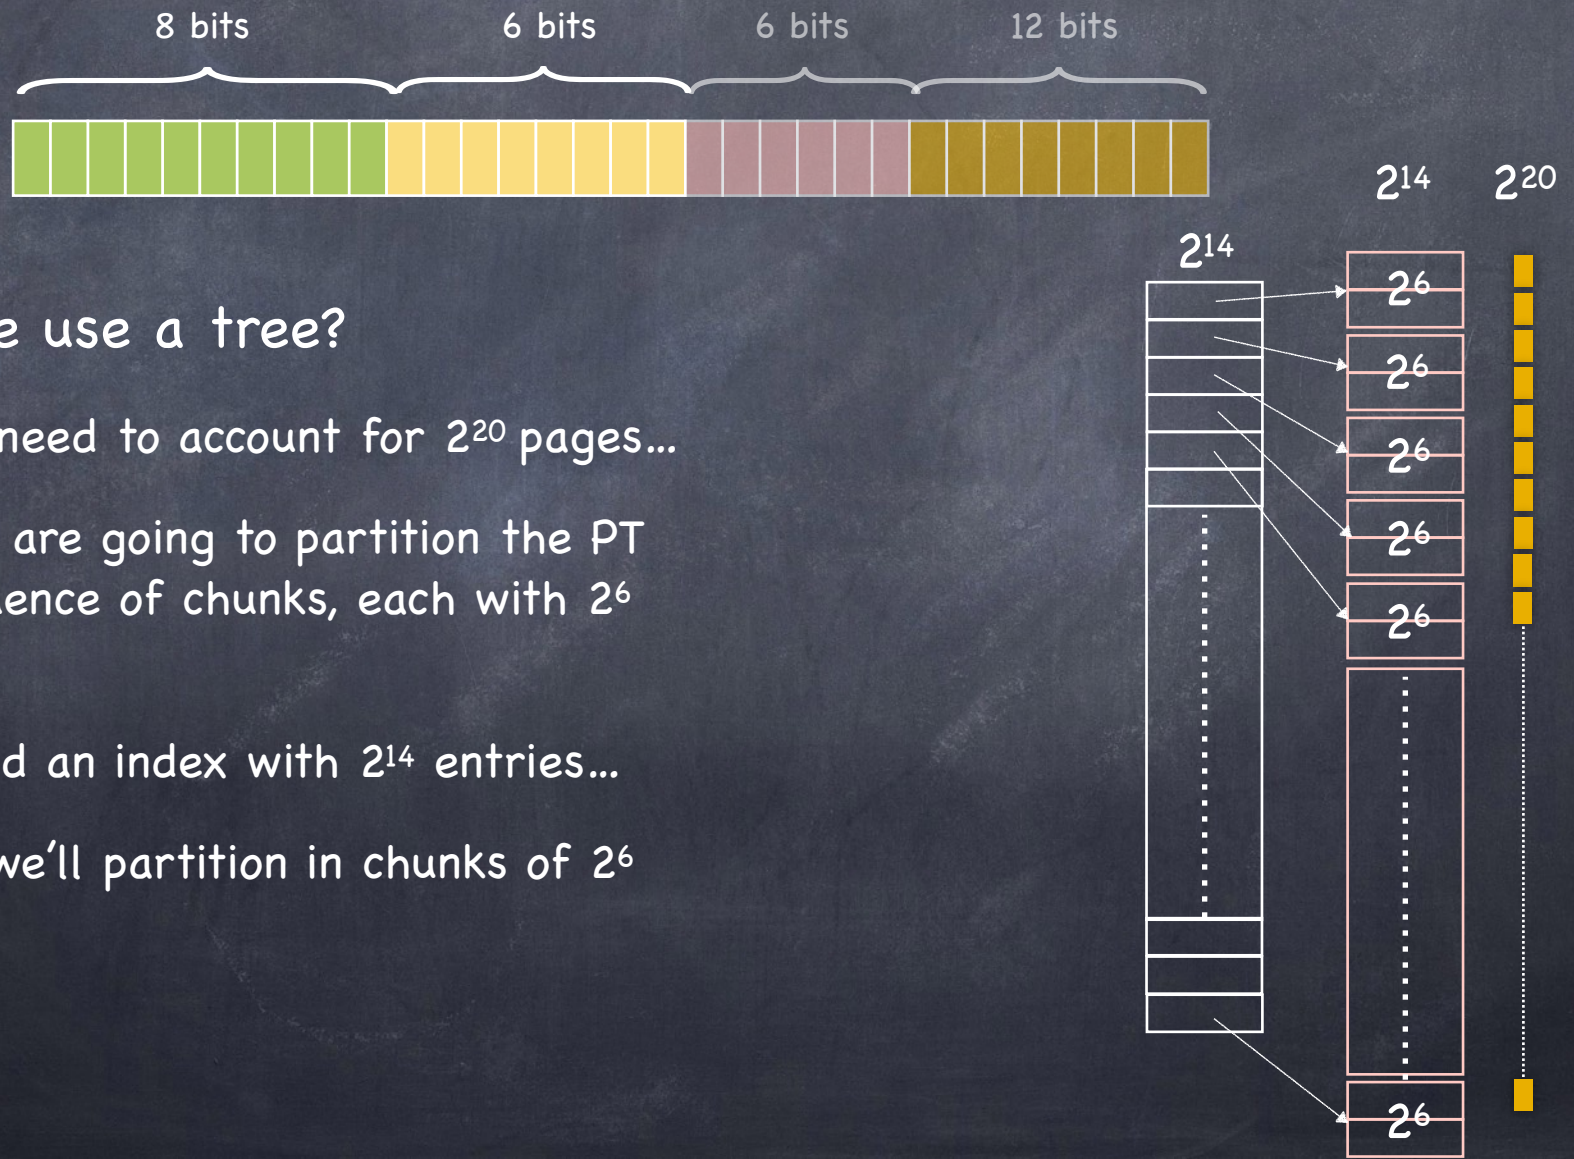 8 bits 6 bits 6 bits 12 bits
2¹⁴ 2²⁰
2¹⁴
2⁶
use a tree?
2⁶
need to account for 2²⁰ pages...
2⁶
are going to partition the PT
2⁶
of chunks, each with 2⁶
2⁶
an index with 2¹⁴ entries...
we'll partition in chunks of 2⁶
2⁶